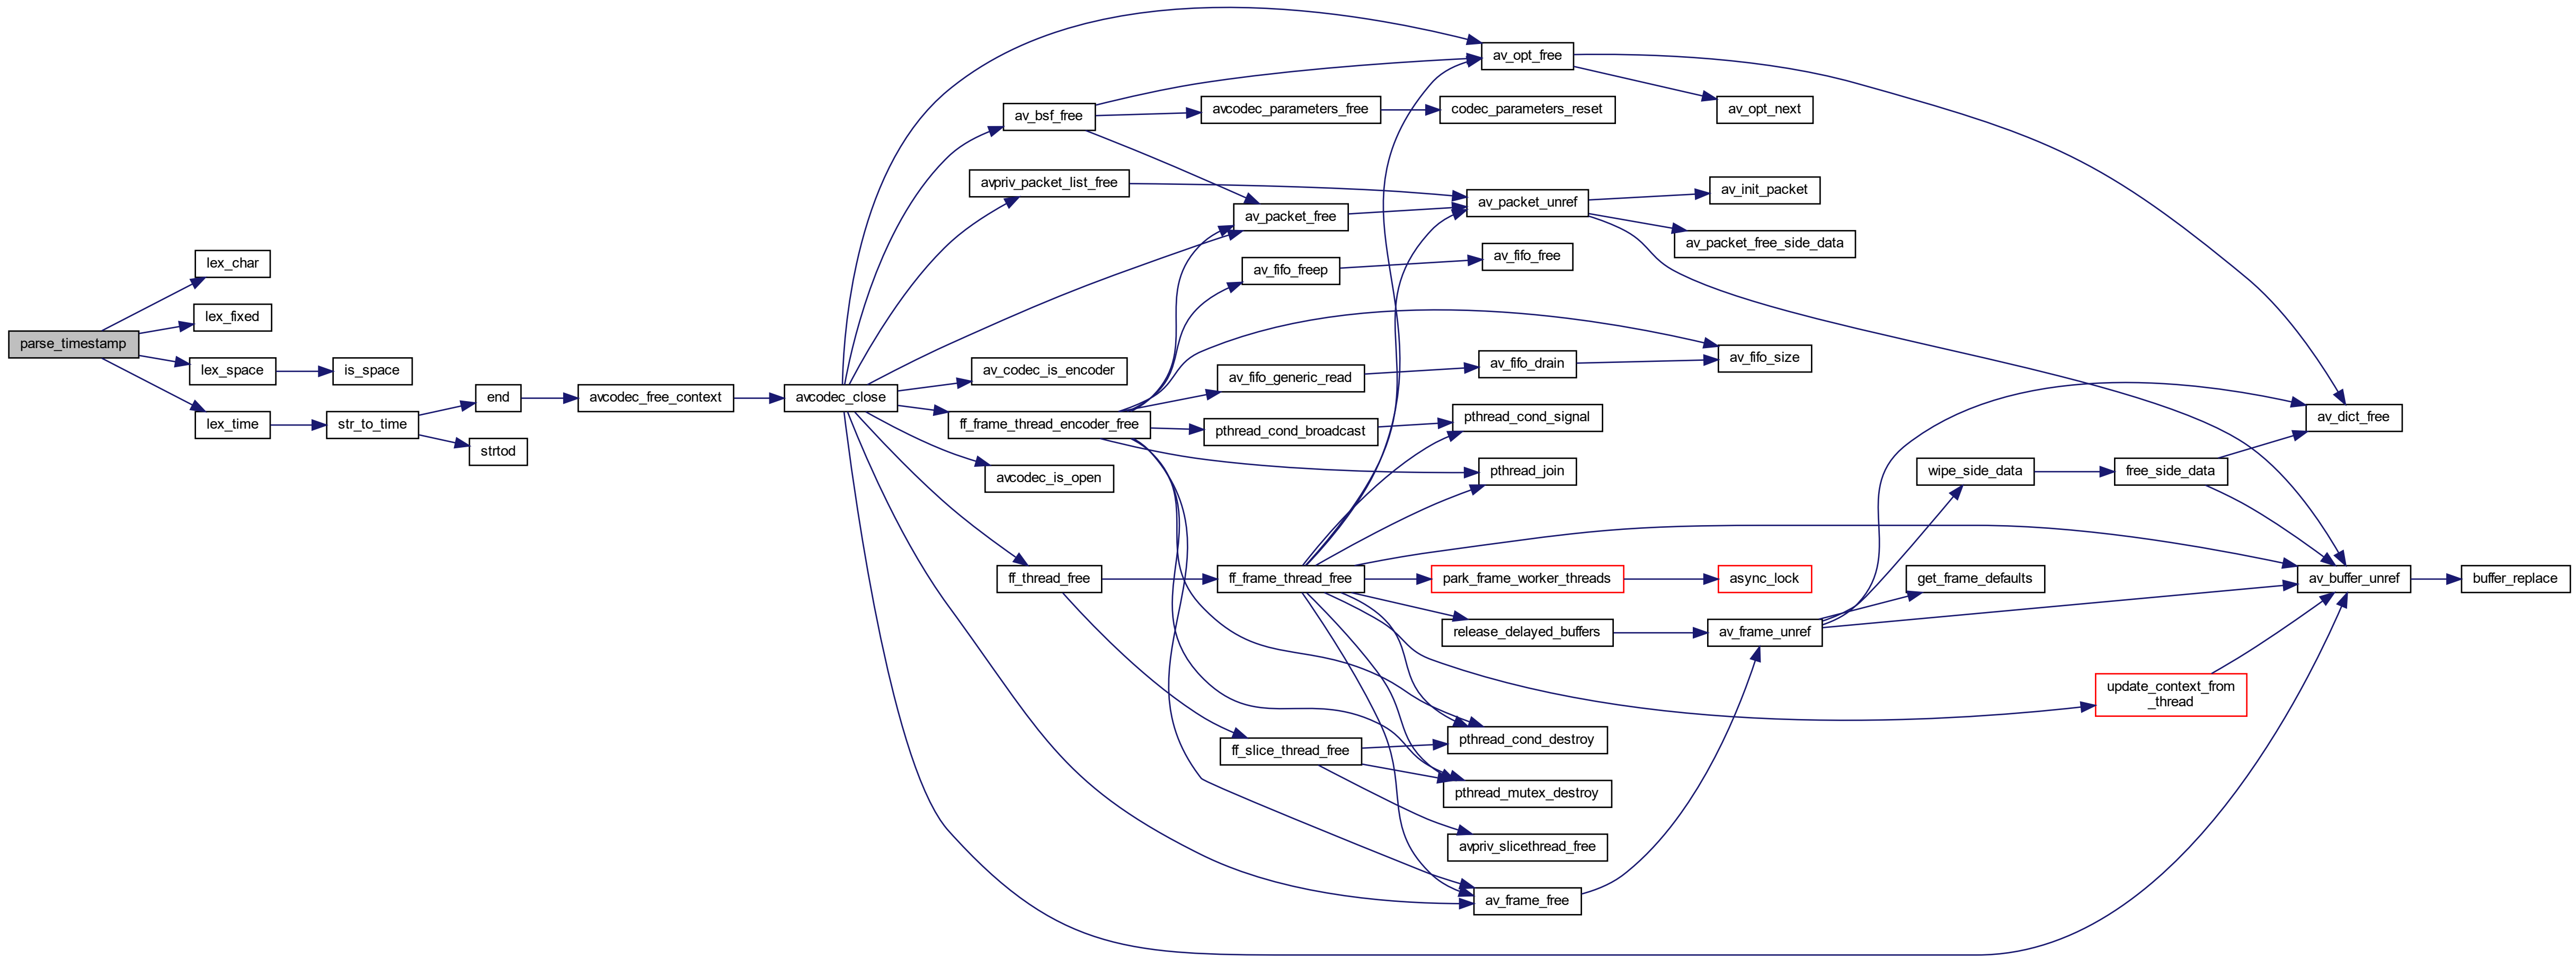 parse_timestamp
lex_char
lex_fixed
lex_space
lex_time
is_space
str_to_time
end
strtod
avcodec_free_context
avcodec_close
av_bsf_free
avpriv_packet_list_free
av_codec_is_encoder
ff_frame_thread_encoder_free
avcodec_is_open
ff_thread_free
avcodec_parameters_free
av_packet_free
av_fifo_freep
av_fifo_generic_read
pthread_cond_broadcast
ff_frame_thread_free
ff_slice_thread_free
av_opt_free
codec_parameters_reset
av_packet_unref
av_fifo_free
av_fifo_drain
pthread_cond_signal
pthread_join
park_frame_worker_threads
release_delayed_buffers
pthread_cond_destroy
pthread_mutex_destroy
avpriv_slicethread_free
av_frame_free
av_opt_next
av_init_packet
av_packet_free_side_data
av_fifo_size
async_lock
av_frame_unref
wipe_side_data
get_frame_defaults
free_side_data
update_context_from
_thread
av_dict_free
av_buffer_unref
buffer_replace